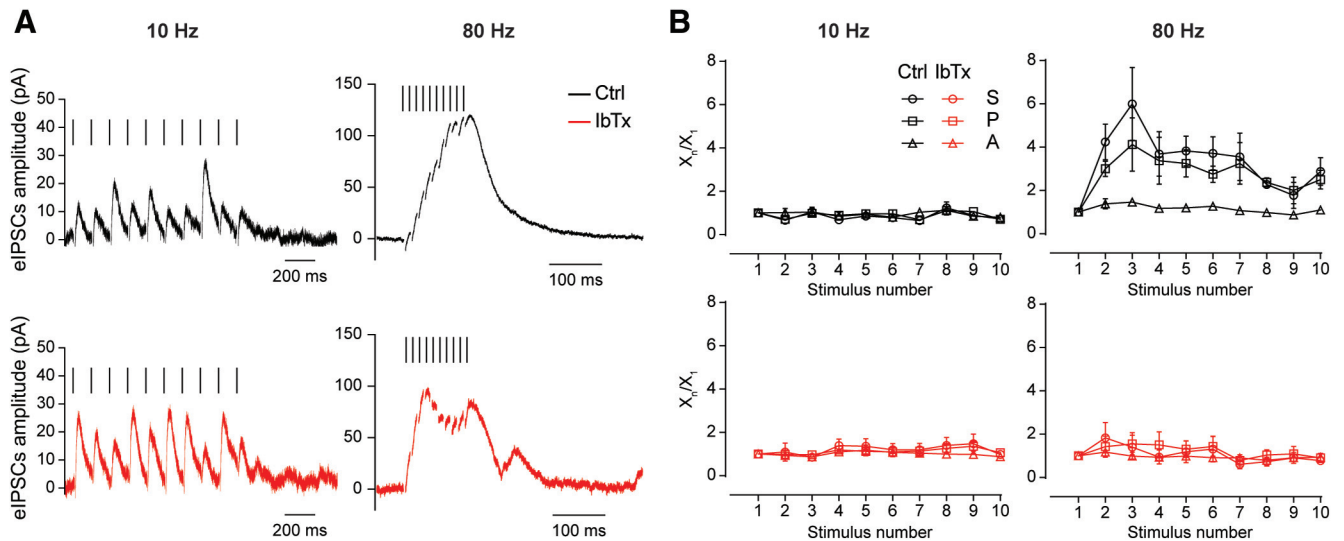 A
10 Hz
80 Hz
eIPSCs amplitude (pA)
50
40
30
20
10
0
200 ms
150
100
50
0
100 ms
Ctrl
IbTx
eIPSCs amplitude (pA)
50
40
30
20
10
0
200 ms
150
100
50
0
100 ms
B
10 Hz
80 Hz
Xn/X1
8
6
4
2
0
Ctrl IbTx
S
P
A
1 2 3 4 5 6 7 8 9 10
Stimulus number
8
6
4
2
0
1 2 3 4 5 6 7 8 9 10
Stimulus number
Xn/X1
8
6
4
2
0
1 2 3 4 5 6 7 8 9 10
Stimulus number
8
6
4
2
0
1 2 3 4 5 6 7 8 9 10
Stimulus number